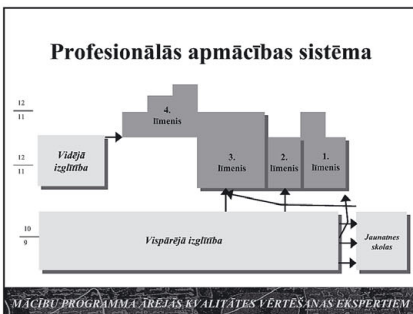 Profesionālās apmācības sistēma
12
11
4.
līmenis
12
11
Vidējā
izglītība
3.
līmenis
2.
līmenis
1.
līmenis
10
9
Vispārējā izglītība
Jaunatnes
skolas
MĀCĪBU PROGRAMMA ĀRĒJĀS KVALITĀTES VĒRTĒŠANAS EKSPERTIEM